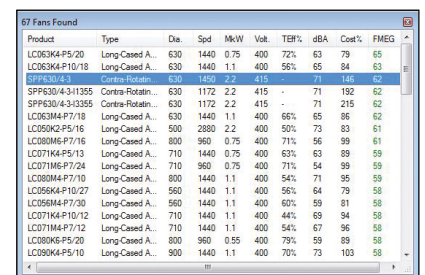 67 Fans Found
Product Type Dia. Spd MkW Volt. TEff% dBA Cost% FMEG
LC063K4-P5/20 Long-Cased A... 630 1440 0.75 400 72% 63 79 65
LC063K4-P10/18 Long-Cased A... 630 1440 1.1 400 56% 65 84 63
SPP630/4-3 Contra-Rotatin... 630 1450 2.2 415 - 71 146 62
SPP630/4-3-I1355 Contra-Rotatin... 630 1172 2.2 415 - 71 192 62
SPP630/4-3-I3355 Contra-Rotatin... 630 1172 2.2 415 - 71 215 62
LC063M4-P7/18 Long-Cased A... 630 1440 1.1 400 66% 65 86 62
LC050K2-P5/16 Long-Cased A... 500 2880 2.2 400 50% 73 83 61
LC080M6-P7/16 Long-Cased A... 800 960 0.75 400 71% 56 99 61
LC071K4-P5/13 Long-Cased A... 710 1440 0.75 400 63% 63 89 59
LC071M6-P7/24 Long-Cased A... 710 960 0.75 400 71% 54 99 59
LC080M4-P7/10 Long-Cased A... 800 1440 1.1 400 54% 71 95 59
LC056K4-P10/27 Long-Cased A... 560 1440 1.1 400 56% 64 79 58
LC056M4-P7/30 Long-Cased A... 560 1440 1.1 400 60% 59 81 58
LC071K4-P10/12 Long-Cased A... 710 1440 1.1 400 44% 69 94 58
LC071M4-P7/12 Long-Cased A... 710 1440 1.1 400 54% 67 96 58
LC080K6-P5/20 Long-Cased A... 800 960 0.55 400 79% 59 89 58
LC090K4-P5/10 Long-Cased A... 900 1440 1.1 400 70% 73 103 58